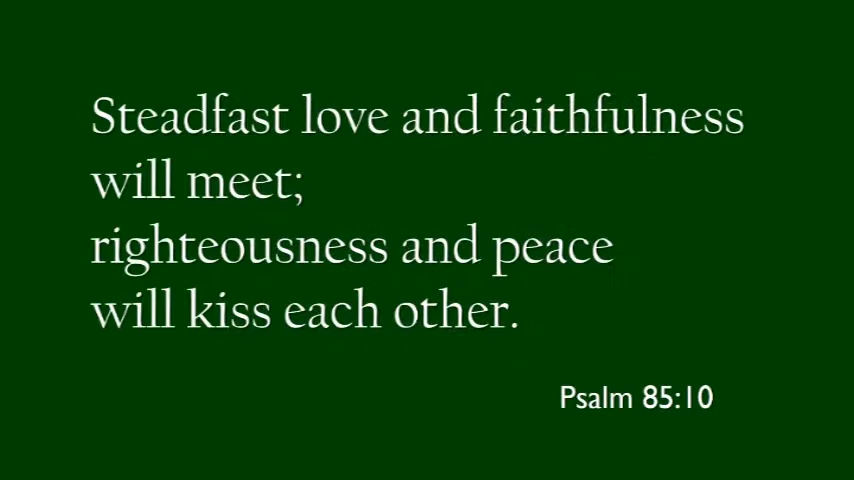 Steadfast love and faithfulness
will meet;
righteousness and peace
will kiss each other.
Psalm 85:10